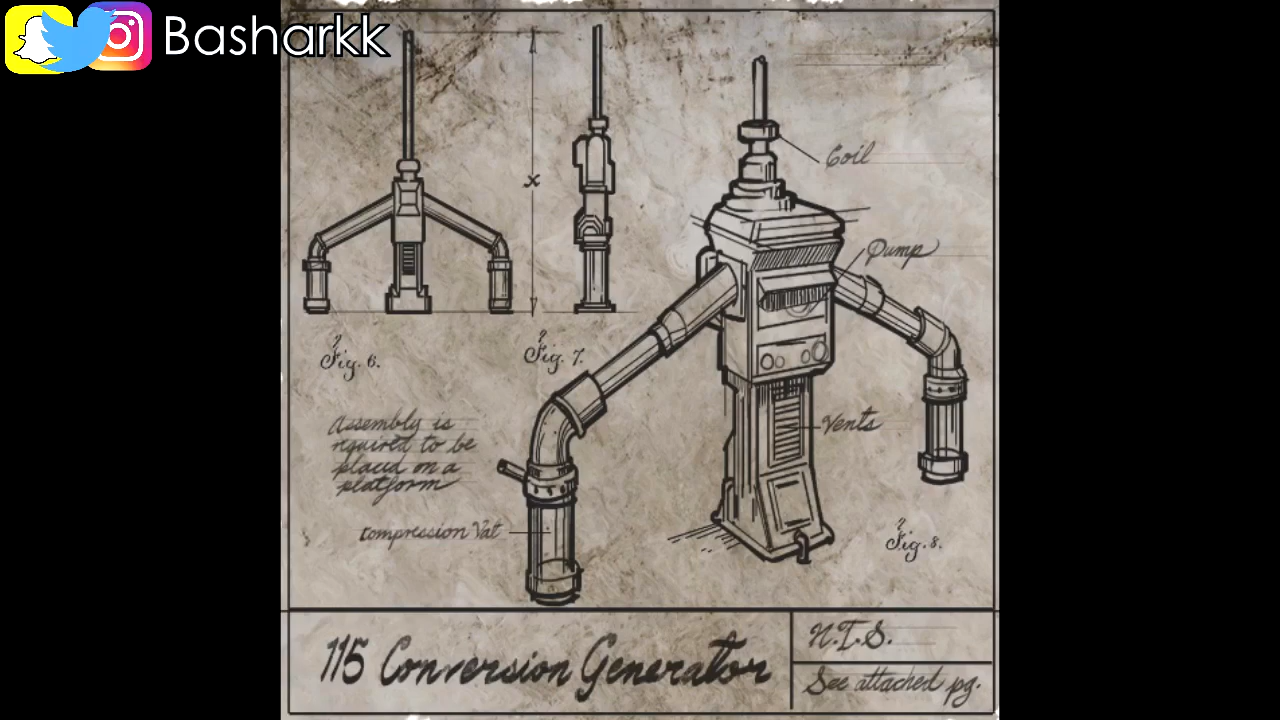 Basharkk
x
Coil
Pump
Fig. 6.
Fig. 7.
Assembly is
rquired to be
placed on a
platform
Vents
Compression Vat
Fig. 8.
115 Conversion Generator
N.T.S.
See attached pg.